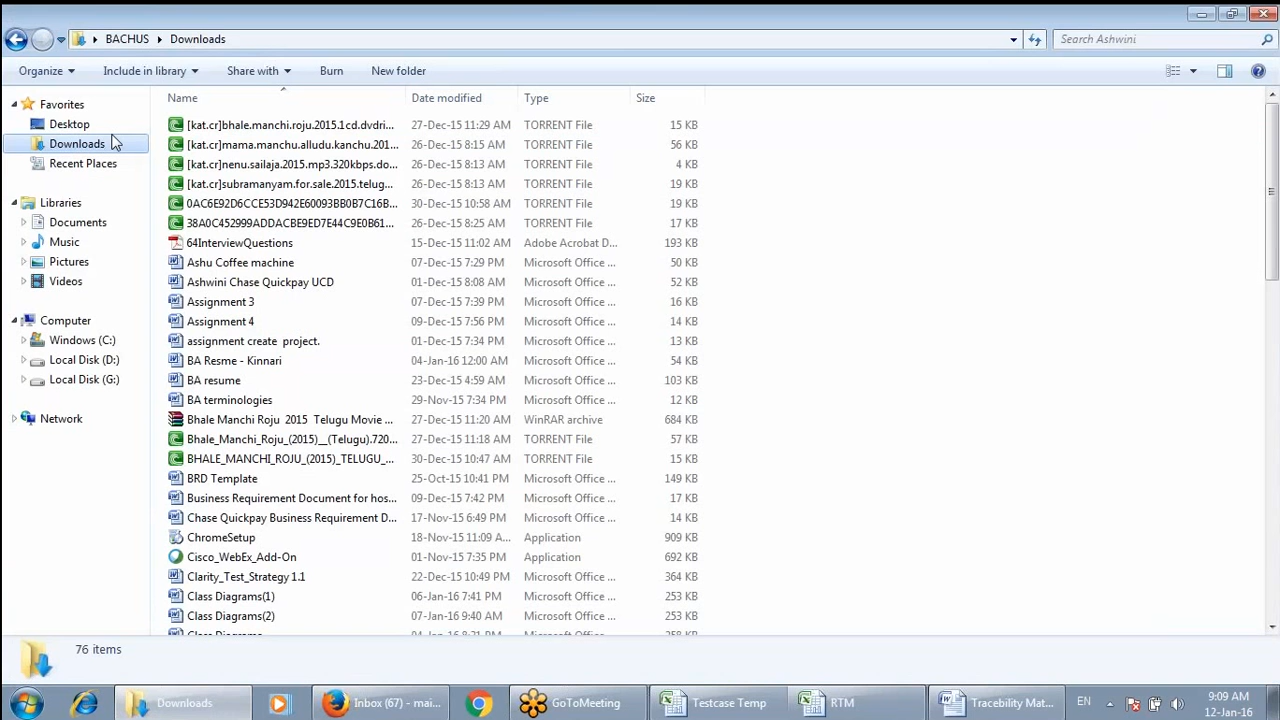 BACHUS Downloads Search Ashwini
Organize Include in library Share with Burn New folder
Favorites
Desktop
Downloads
Recent Places
Libraries
Documents
Music
Pictures
Videos
Computer
Windows (C:)
Local Disk (D:)
Local Disk (G:)
Network
Name Date modified Type Size
[kat.cr]bhale.manchi.roju.2015.1cd.dvdri... 27-Dec-15 11:29 AM TORRENT File 15 KB
[kat.cr]mama.manchu.alludu.kanchu.201... 26-Dec-15 8:15 AM TORRENT File 56 KB
[kat.cr]nenu.sailaja.2015.mp3.320kbps.do... 26-Dec-15 8:13 AM TORRENT File 4 KB
[kat.cr]subramanyam.for.sale.2015.telug... 26-Dec-15 8:13 AM TORRENT File 19 KB
0AC6E92D6CCE53D942E60093BB0B7C16B... 30-Dec-15 10:58 AM TORRENT File 19 KB
38A0C452999ADDACBE9ED7E44C9E0B61... 26-Dec-15 8:25 AM TORRENT File 17 KB
64InterviewQuestions 15-Dec-15 11:02 AM Adobe Acrobat D... 193 KB
Ashu Coffee machine 07-Dec-15 7:29 PM Microsoft Office ... 50 KB
Ashwini Chase Quickpay UCD 01-Dec-15 8:08 AM Microsoft Office ... 52 KB
Assignment 3 07-Dec-15 7:39 PM Microsoft Office ... 16 KB
Assignment 4 09-Dec-15 7:56 PM Microsoft Office ... 14 KB
assignment create project. 01-Dec-15 7:34 PM Microsoft Office ... 13 KB
BA Resme - Kinnari 04-Jan-16 12:00 AM Microsoft Office ... 54 KB
BA resume 23-Dec-15 4:59 AM Microsoft Office ... 103 KB
BA terminologies 29-Nov-15 7:34 PM Microsoft Office ... 12 KB
Bhale Manchi Roju 2015 Telugu Movie ... 27-Dec-15 11:20 AM WinRAR archive 684 KB
Bhale_Manchi_Roju_(2015)__(Telugu).720... 27-Dec-15 11:18 AM TORRENT File 57 KB
BHALE_MANCHI_ROJU_(2015)_TELUGU_... 30-Dec-15 10:47 AM TORRENT File 15 KB
BRD Template 25-Oct-15 10:41 PM Microsoft Office ... 149 KB
Business Requirement Document for hos... 09-Dec-15 7:42 PM Microsoft Office ... 17 KB
Chase Quickpay Business Requirement D... 17-Nov-15 6:49 PM Microsoft Office ... 14 KB
ChromeSetup 18-Nov-15 11:09 A... Application 909 KB
Cisco_WebEx_Add-On 01-Nov-15 7:35 PM Application 692 KB
Clarity_Test_Strategy 1.1 22-Dec-15 10:49 PM Microsoft Office ... 364 KB
Class Diagrams(1) 06-Jan-16 7:41 PM Microsoft Office ... 253 KB
Class Diagrams(2) 07-Jan-16 9:40 AM Microsoft Office ... 253 KB
76 items
Downloads Inbox (67) - mai... GoToMeeting Testcase Temp RTM Tracebility Mat... EN 9:09 AM
12-Jan-16